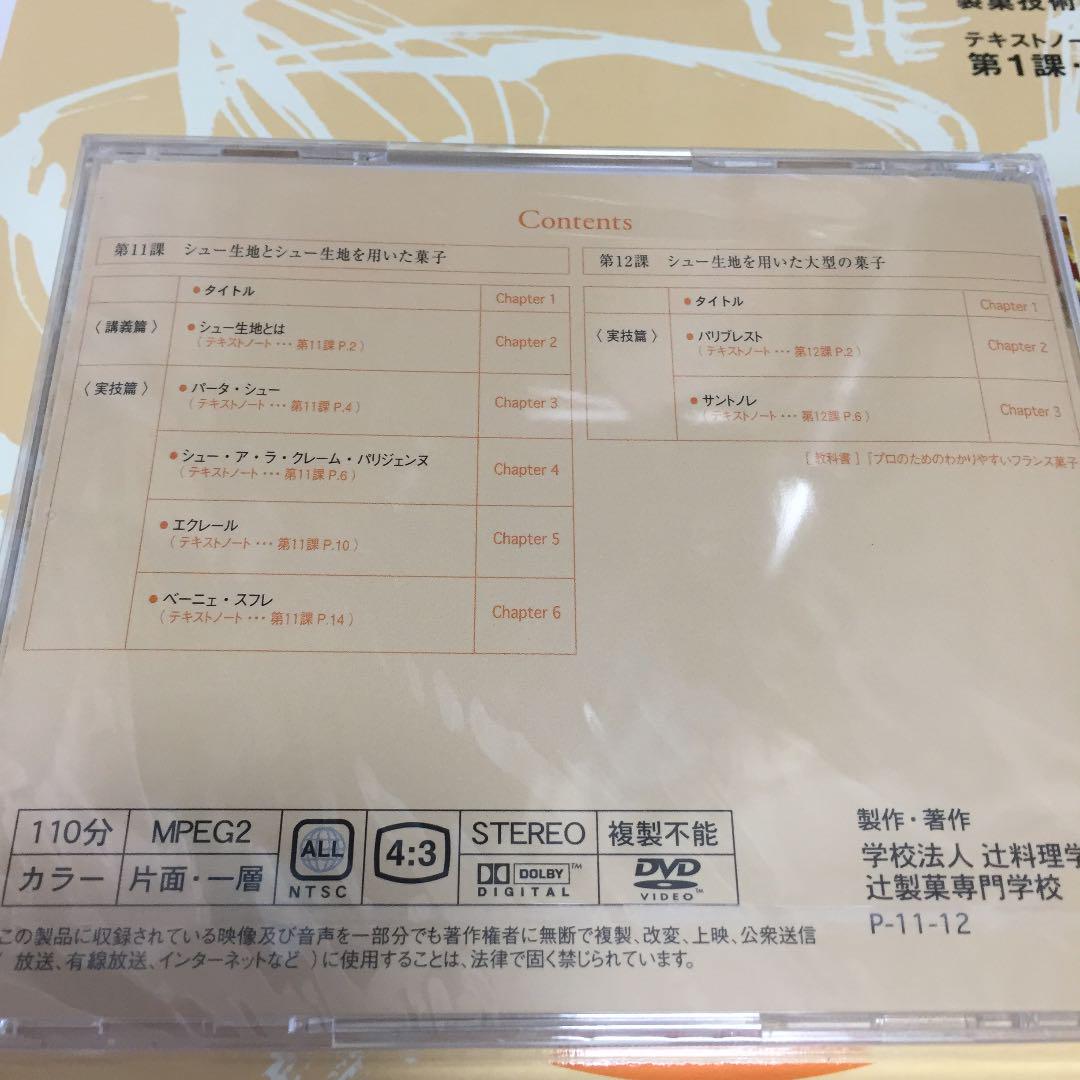 製菓技術
テキストノー
第1課・
Contents
第11課 シュー生地とシュー生地を用いた菓子
●タイトル Chapter 1
〈講義篇〉 ●シュー生地とは Chapter 2
(テキストノート・・・第11課 P.2)
〈実技篇〉 ●パータ・シュー Chapter 3
(テキストノート・・・第11課 P.4)
●シュー・ア・ラ・クレーム・パリジェンヌ Chapter 4
(テキストノート・・・第11課 P.6)
●エクレール Chapter 5
(テキストノート・・・第11課 P.10)
●ベーニェ・スフレ Chapter 6
(テキストノート・・・第11課 P.14)
第12課 シュー生地を用いた大型の菓子
●タイトル Chapter 1
〈実技篇〉 ●パリブレスト Chapter 2
(テキストノート・・・第12課 P.2)
●サントノレ Chapter 3
(テキストノート・・・第12課 P.6)
[教科書]『プロのためのわかりやすいフランス菓子
110分 MPEG2 ALL 4:3 STEREO 複製不能
カラー 片面・一層 NTSC DOLBY™ DIGITAL DVD VIDEO™
製作・著作
学校法人 辻料理学
辻製菓専門学校
P-11-12
この製品に収録されている映像及び音声を一部分でも著作権者に無断で複製、改変、上映、公衆送信
(放送、有線放送、インターネットなど)に使用することは、法律で固く禁じられています。